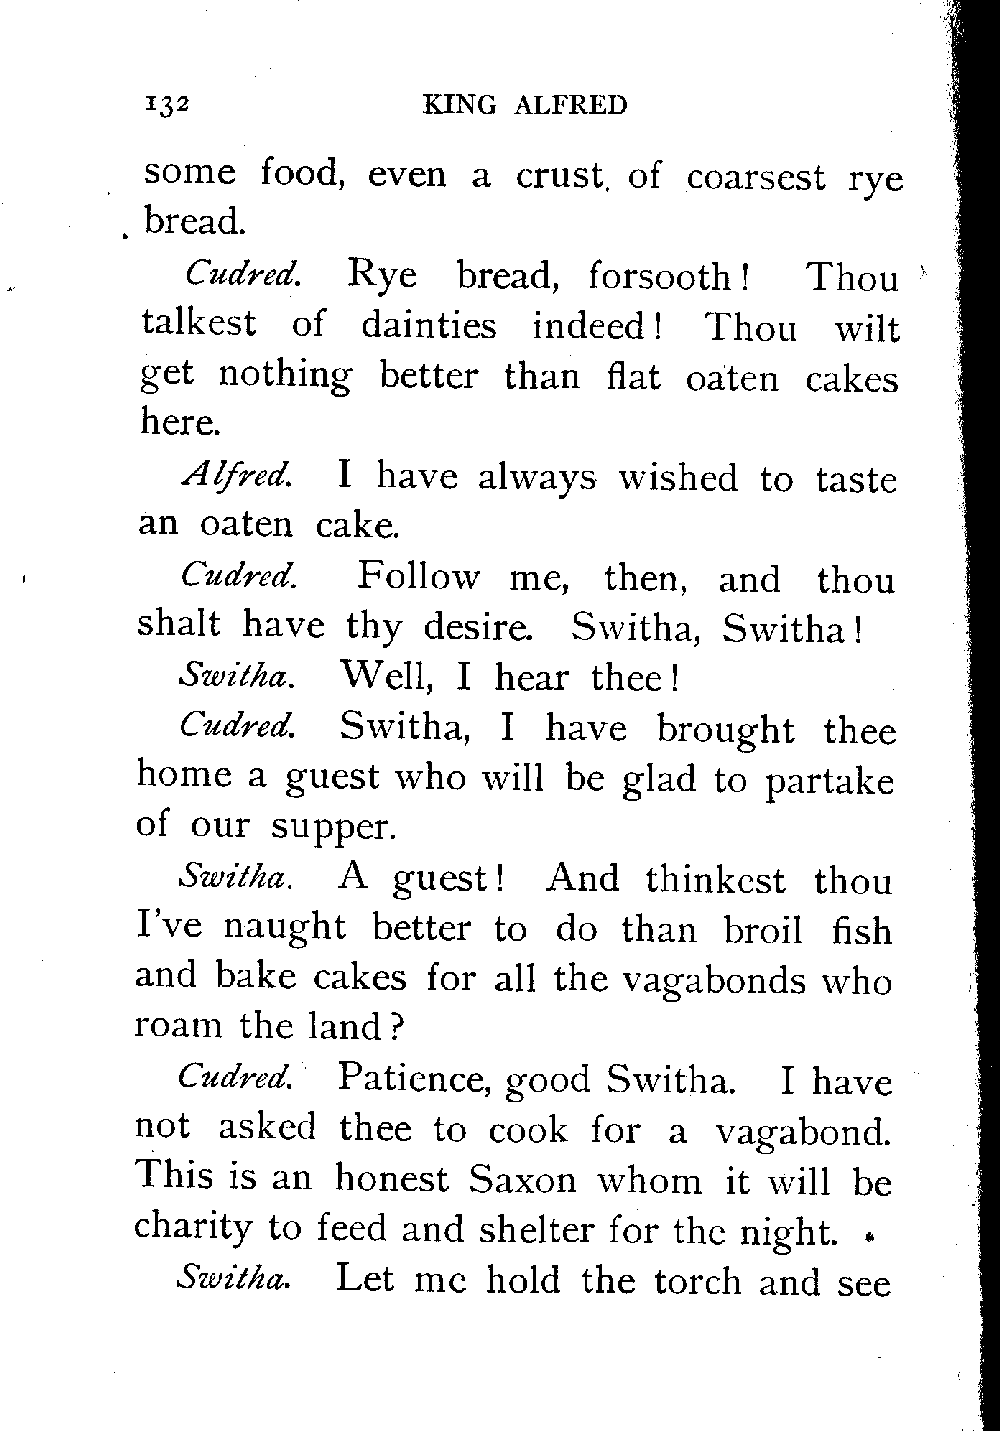 132 KING ALFRED
some food, even a crust of coarsest rye
bread.
Cudred. Rye bread, forsooth! Thou
talkest of dainties indeed! Thou wilt
get nothing better than flat oaten cakes
here.
Alfred. I have always wished to taste
an oaten cake.
Cudred. Follow me, then, and thou
shalt have thy desire. Switha, Switha!
Switha. Well, I hear thee!
Cudred. Switha, I have brought thee
home a guest who will be glad to partake
of our supper.
Switha. A guest! And thinkest thou
I've naught better to do than broil fish
and bake cakes for all the vagabonds who
roam the land?
Cudred. Patience, good Switha. I have
not asked thee to cook for a vagabond.
This is an honest Saxon whom it will be
charity to feed and shelter for the night.
Switha. Let me hold the torch and see